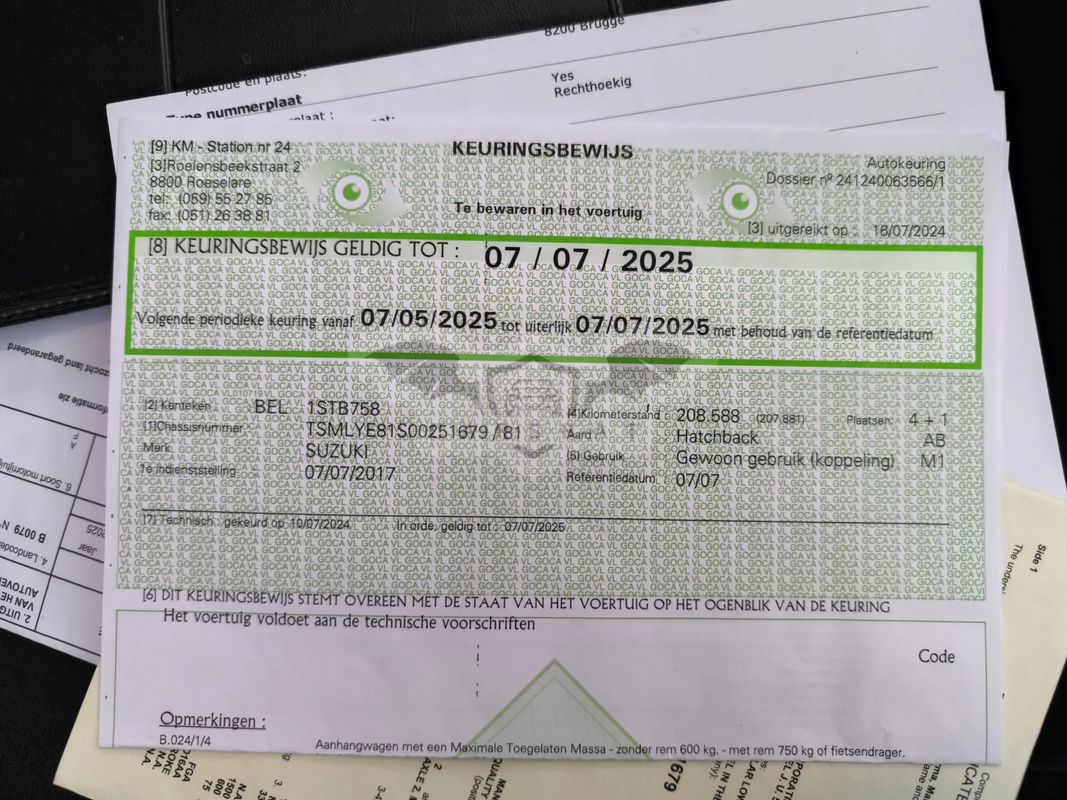 8200 Brugge
Postcode en plaats:
Yes
Type nummerplaat
Rechthoekig
KEURINGSBEWIJS
[9] KM - Station nr 24
[3]Roelensbeekstraat 2
8800 Roeselare
tel: (059) 55 27 85
fax: (051) 26 38 81
Te bewaren in het voertuig
Autokeuring
Dossier nº 241240063566/1
[3] uitgereikt op : 16/07/2024
[8] KEURINGSBEWIJS GELDIG TOT : 07 / 07 / 2025
Volgende periodieke keuring vanaf 07/05/2025 tot uiterlijk 07/07/2025 met behoud van de referentiedatum
[2] Kenteken BEL 1STB758
[1]Chassisnummer TSMLYE81S00251679 / 81
Merk SUZUKI
1e indienststelling 07/07/2017
[4]Kilometerstand : 208.588 (207.881) Plaatsen: 4 + 1
Aard : Hatchback AB
[5] Gebruik : Gewoon gebruik (koppeling) M1
Referentiedatum : 07/07
[7] Technisch : gekeurd op 10/07/2024 In orde, geldig tot : 07/07/2025
[6] DIT KEURINGSBEWIJS STEMT OVEREEN MET DE STAAT VAN HET VOERTUIG OP HET OGENBLIK VAN DE KEURING
Het voertuig voldoet aan de technische voorschriften
Code
Opmerkingen :
B.024/1/4
Aanhangwagen met een Maximale Toegelaten Massa - zonder rem 600 kg. - met rem 750 kg of fietsendrager.
Side 1
2025
Jaar
B 0079